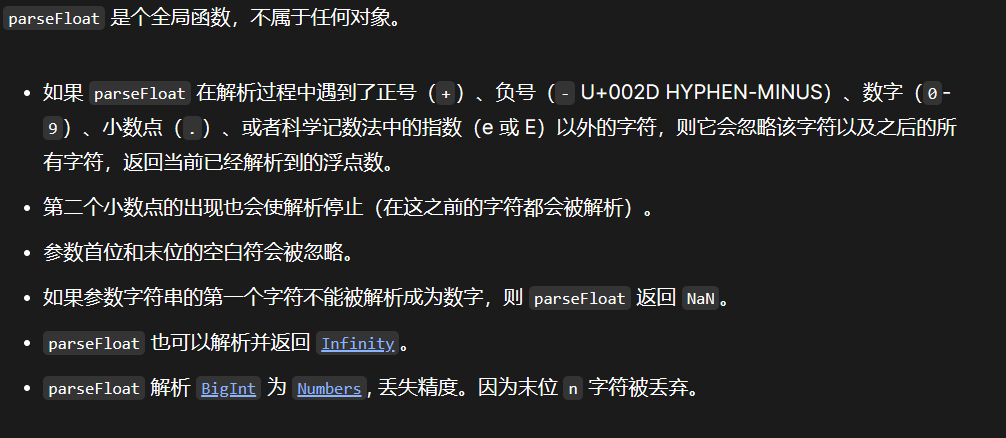 parseFloat 是个全局函数，不属于任何对象。
如果 parseFloat 在解析过程中遇到了正号（+）、负号（- U+002D HYPHEN-MINUS）、数字（0-
9）、小数点（.）、或者科学记数法中的指数（e 或 E）以外的字符，则它会忽略该字符以及之后的所
有字符，返回当前已经解析到的浮点数。
第二个小数点的出现也会使解析停止（在这之前的字符都会被解析）。
参数首位和末位的空白符会被忽略。
如果参数字符串的第一个字符不能被解析成为数字，则 parseFloat 返回 NaN。
parseFloat 也可以解析并返回 Infinity。
parseFloat 解析 BigInt 为 Numbers, 丢失精度。因为末位 n 字符被丢弃。